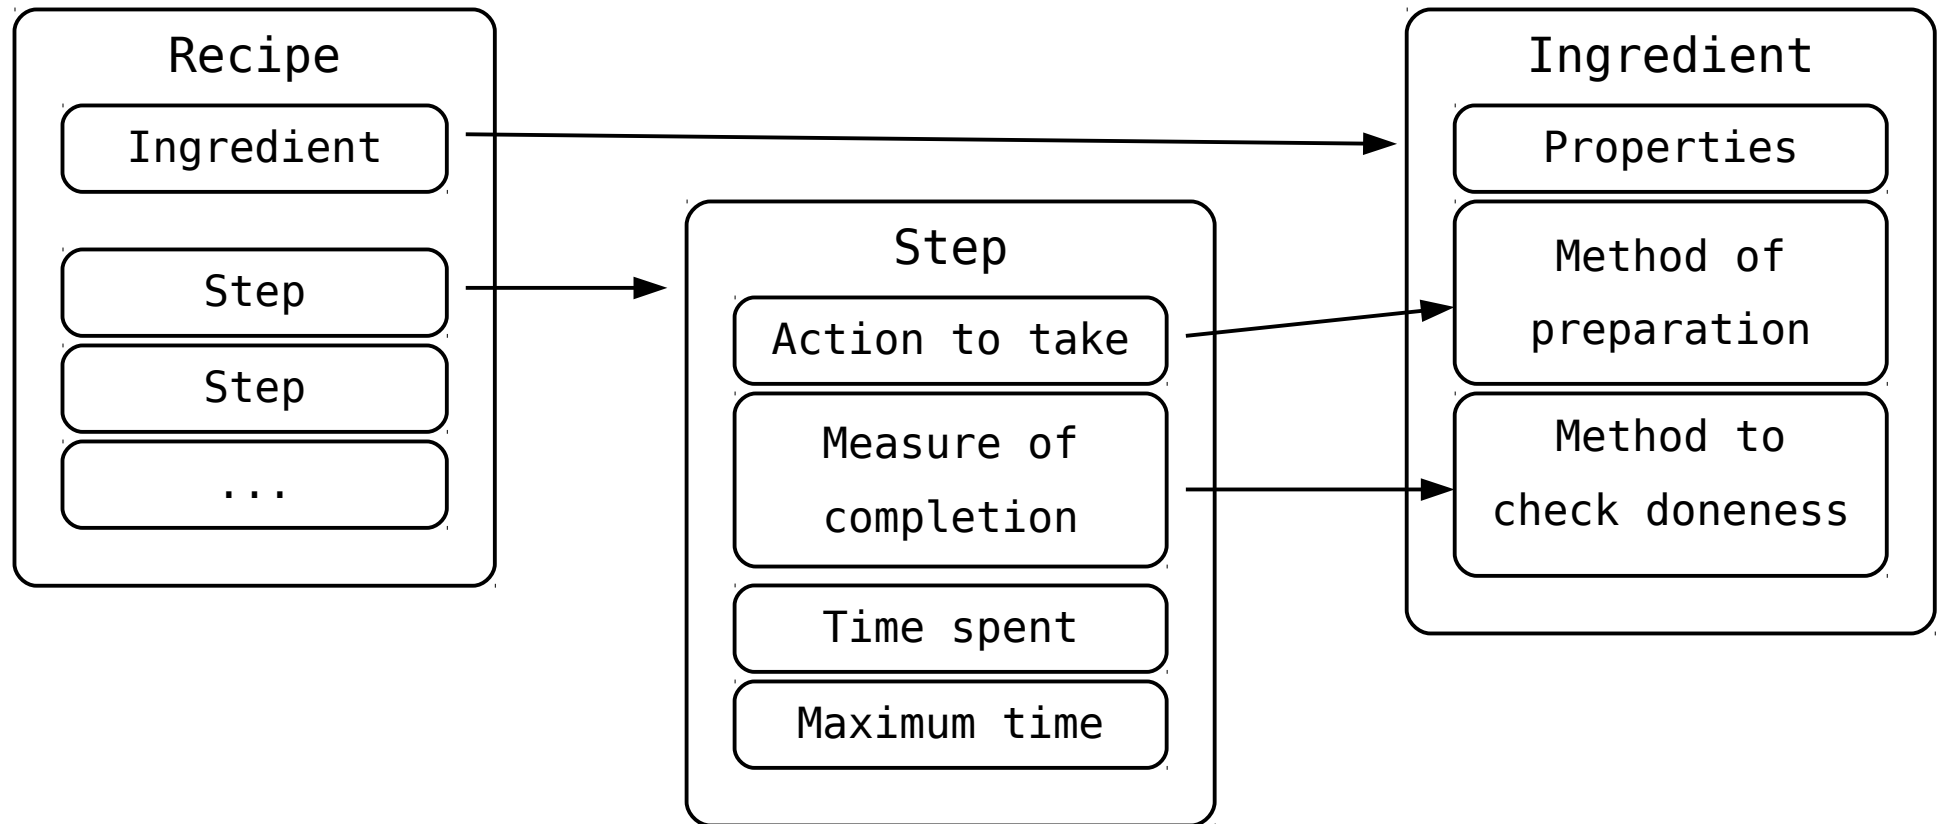 Recipe
Ingredient
Step
Step
...
Step
Action to take
Measure of
completion
Time spent
Maximum time
Ingredient
Properties
Method of
preparation
Method to
check doneness